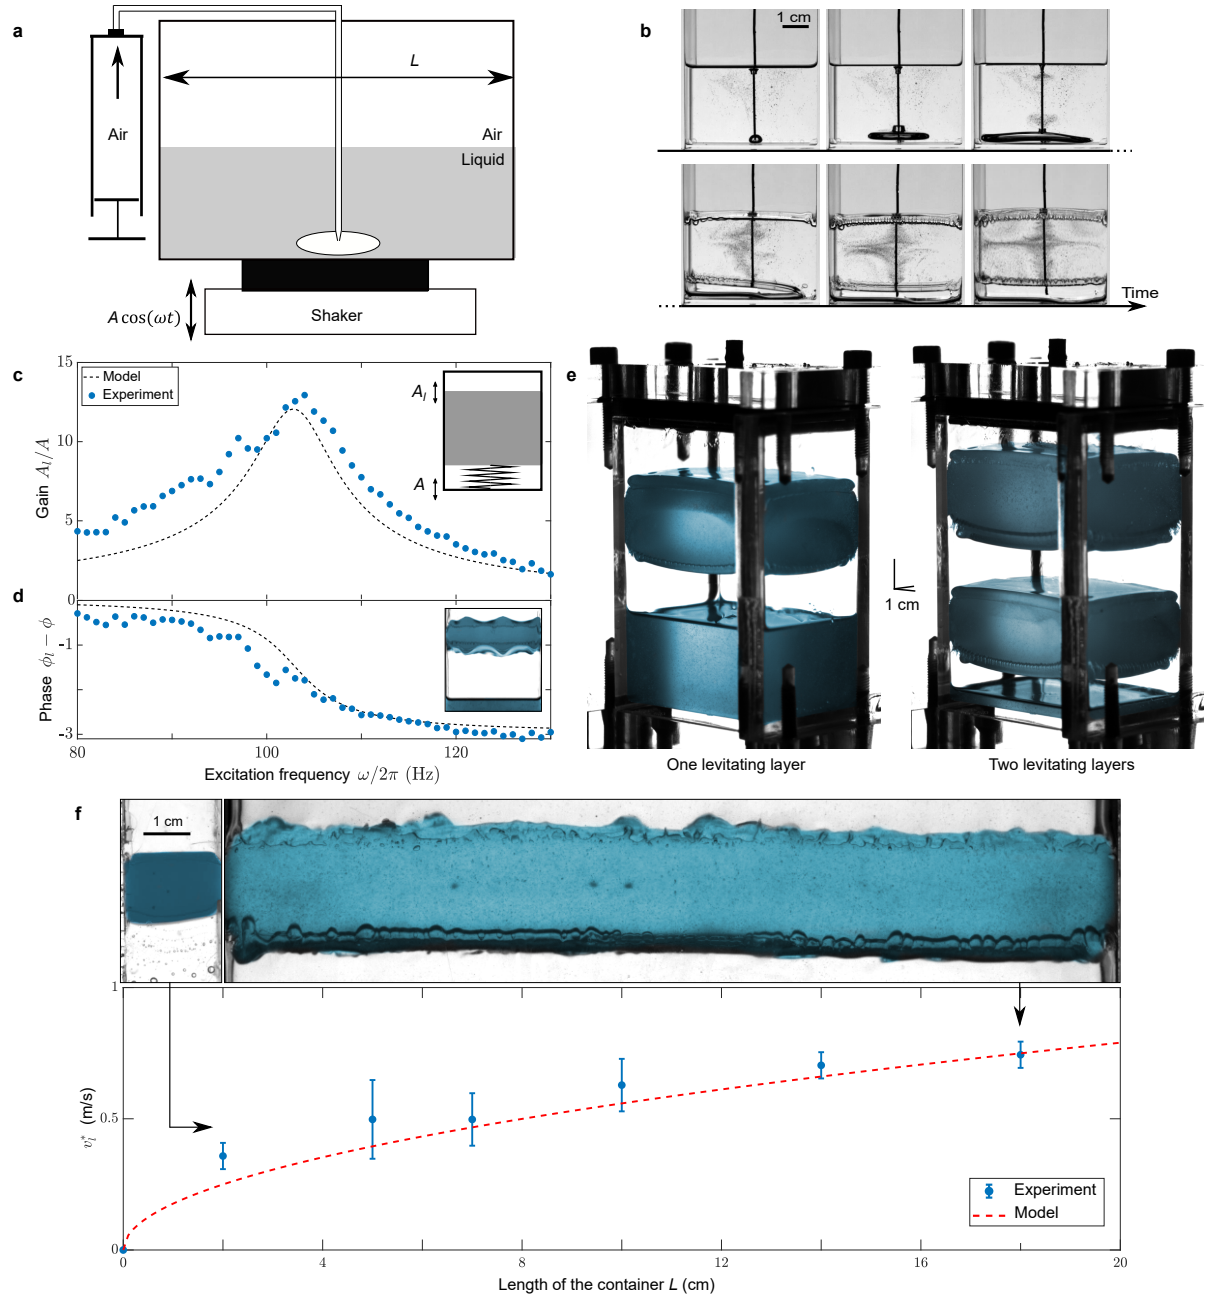 a
L
Air
Air
Liquid
A cos(ωt)
Shaker
b
1 cm
Time
c
15
10
5
0
Gain A_l/A
Model
Experiment
A_l
A
d
-1
-3
Phase ϕ_l − ϕ
80
100
120
Excitation frequency ω/2π (Hz)
e
1 cm
One levitating layer
Two levitating layers
f
1 cm
1
0.5
0
v_l^* (m/s)
Experiment
Model
0
4
8
12
16
20
Length of the container L (cm)